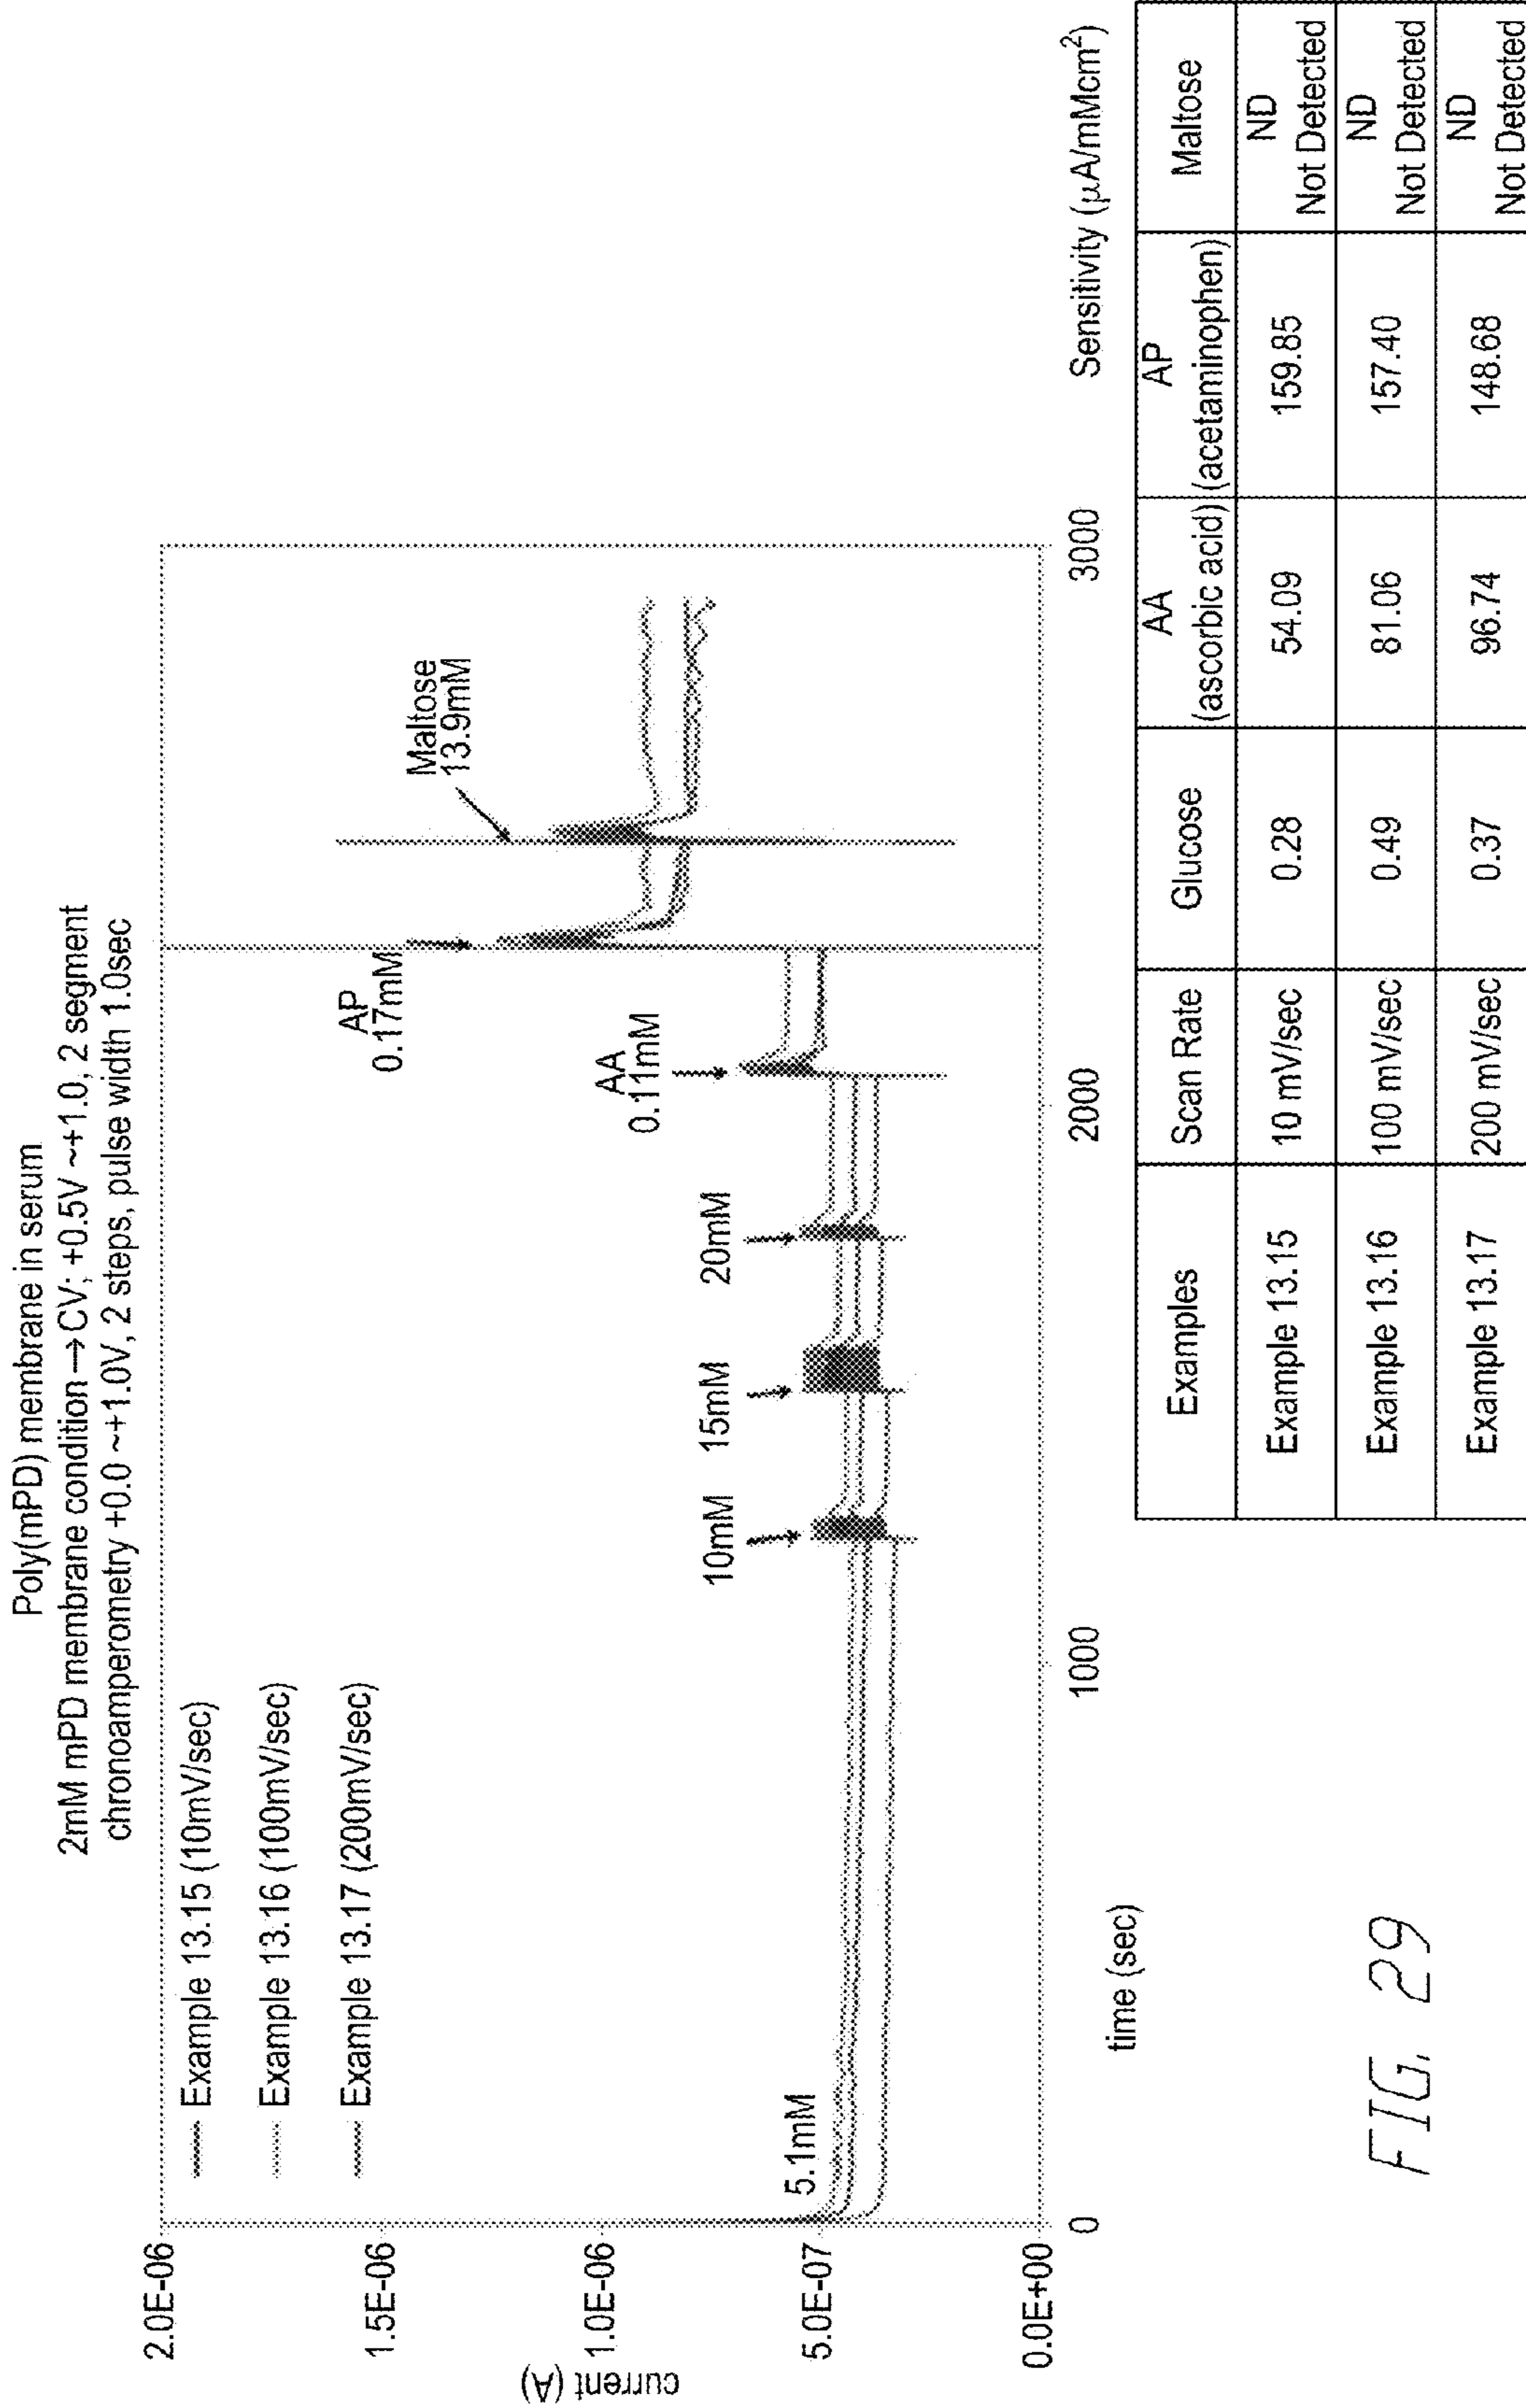 Poly(mPD) membrane in serum
2mM mPD membrane condition →CV; +0.5V ~+1.0, 2 segment
chronoamperometry +0.0 ~+1.0V, 2 steps, pulse width 1.0sec
Example 13.15 (10mV/sec)
Example 13.16 (100mV/sec)
Example 13.17 (200mV/sec)
2.0E-06
1.5E-06
1.0E-06
5.0E-07
0.0E+00
current (A)
5.1mM
10mM
15mM
20mM
AA
0.11mM
AP
0.17mM
Maltose
13.9mM
0
1000
2000
3000
time (sec)
Sensitivity (μA/mMcm²)
Examples Scan Rate Glucose AA (ascorbic acid) AP (acetaminophen) Maltose
Example 13.15 10 mV/sec 0.28 54.09 159.85 ND Not Detected
Example 13.16 100 mV/sec 0.49 81.06 157.40 ND Not Detected
Example 13.17 200 mV/sec 0.37 96.74 148.68 ND Not Detected
FIG. 29